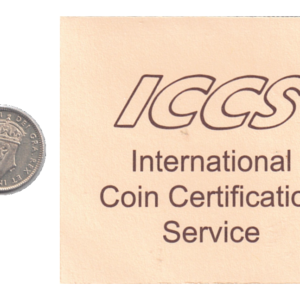 ICCS
International
Coin Certificatio
Service